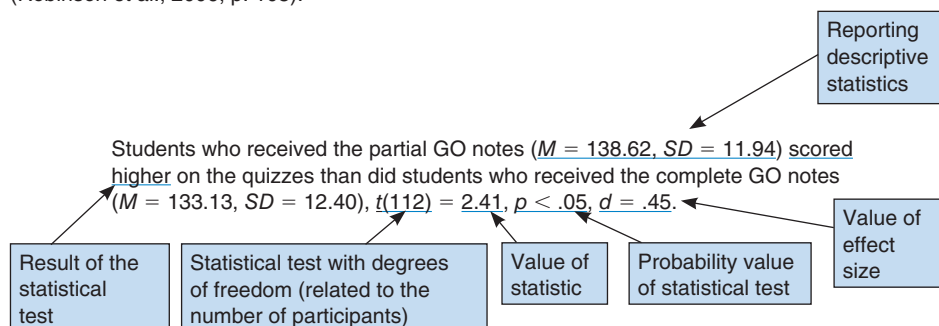 (Robinson et al., p.
Reporting
descriptive
statistics
Students who received the partial GO notes (M = 138.62, SD = 11.94) scored
higher on the quizzes than did students who received the complete GO notes
(M = 133.13, SD = 12.40), t(112) = 2.41, p < .05, d = .45.
Result of the
statistical
test
Statistical test with degrees
of freedom (related to the
number of participants)
Value of
statistic
Probability value
of statistical test
Value of
effect
size